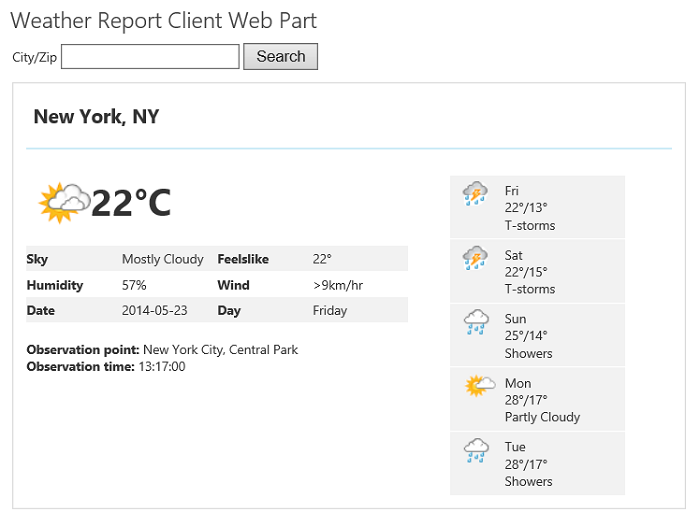 Weather Report Client Web Part
City/Zip Search
New York, NY
22°C
Sky Mostly Cloudy Feelslike 22°
Humidity 57% Wind >9km/hr
Date 2014-05-23 Day Friday
Observation point: New York City, Central Park
Observation time: 13:17:00
Fri
22°/13°
T-storms
Sat
22°/15°
T-storms
Sun
25°/14°
Showers
Mon
28°/17°
Partly Cloudy
Tue
28°/17°
Showers